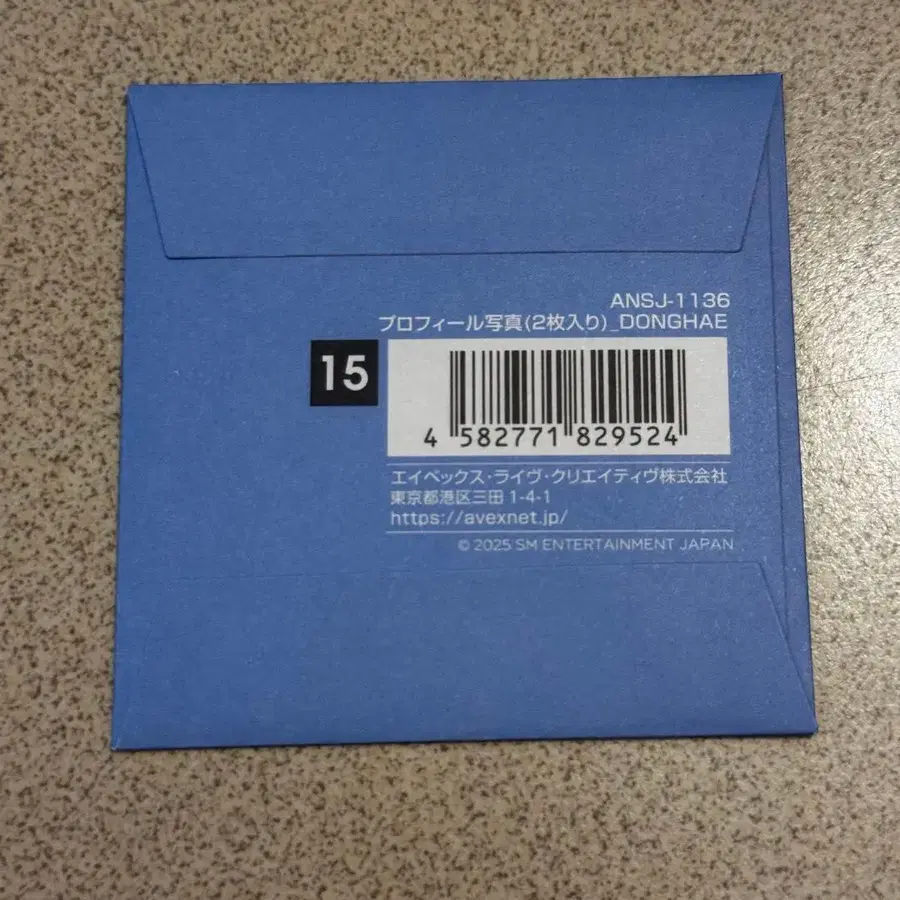 ANSJ-1136
プロフィール写真(2枚入り)_DONGHAE
15
4 582771 829524
エイベックス・ライヴ・クリエイティヴ株式会社
東京都港区三田 1-4-1
https://avexnet.jp/
© 2025 SM ENTERTAINMENT JAPAN